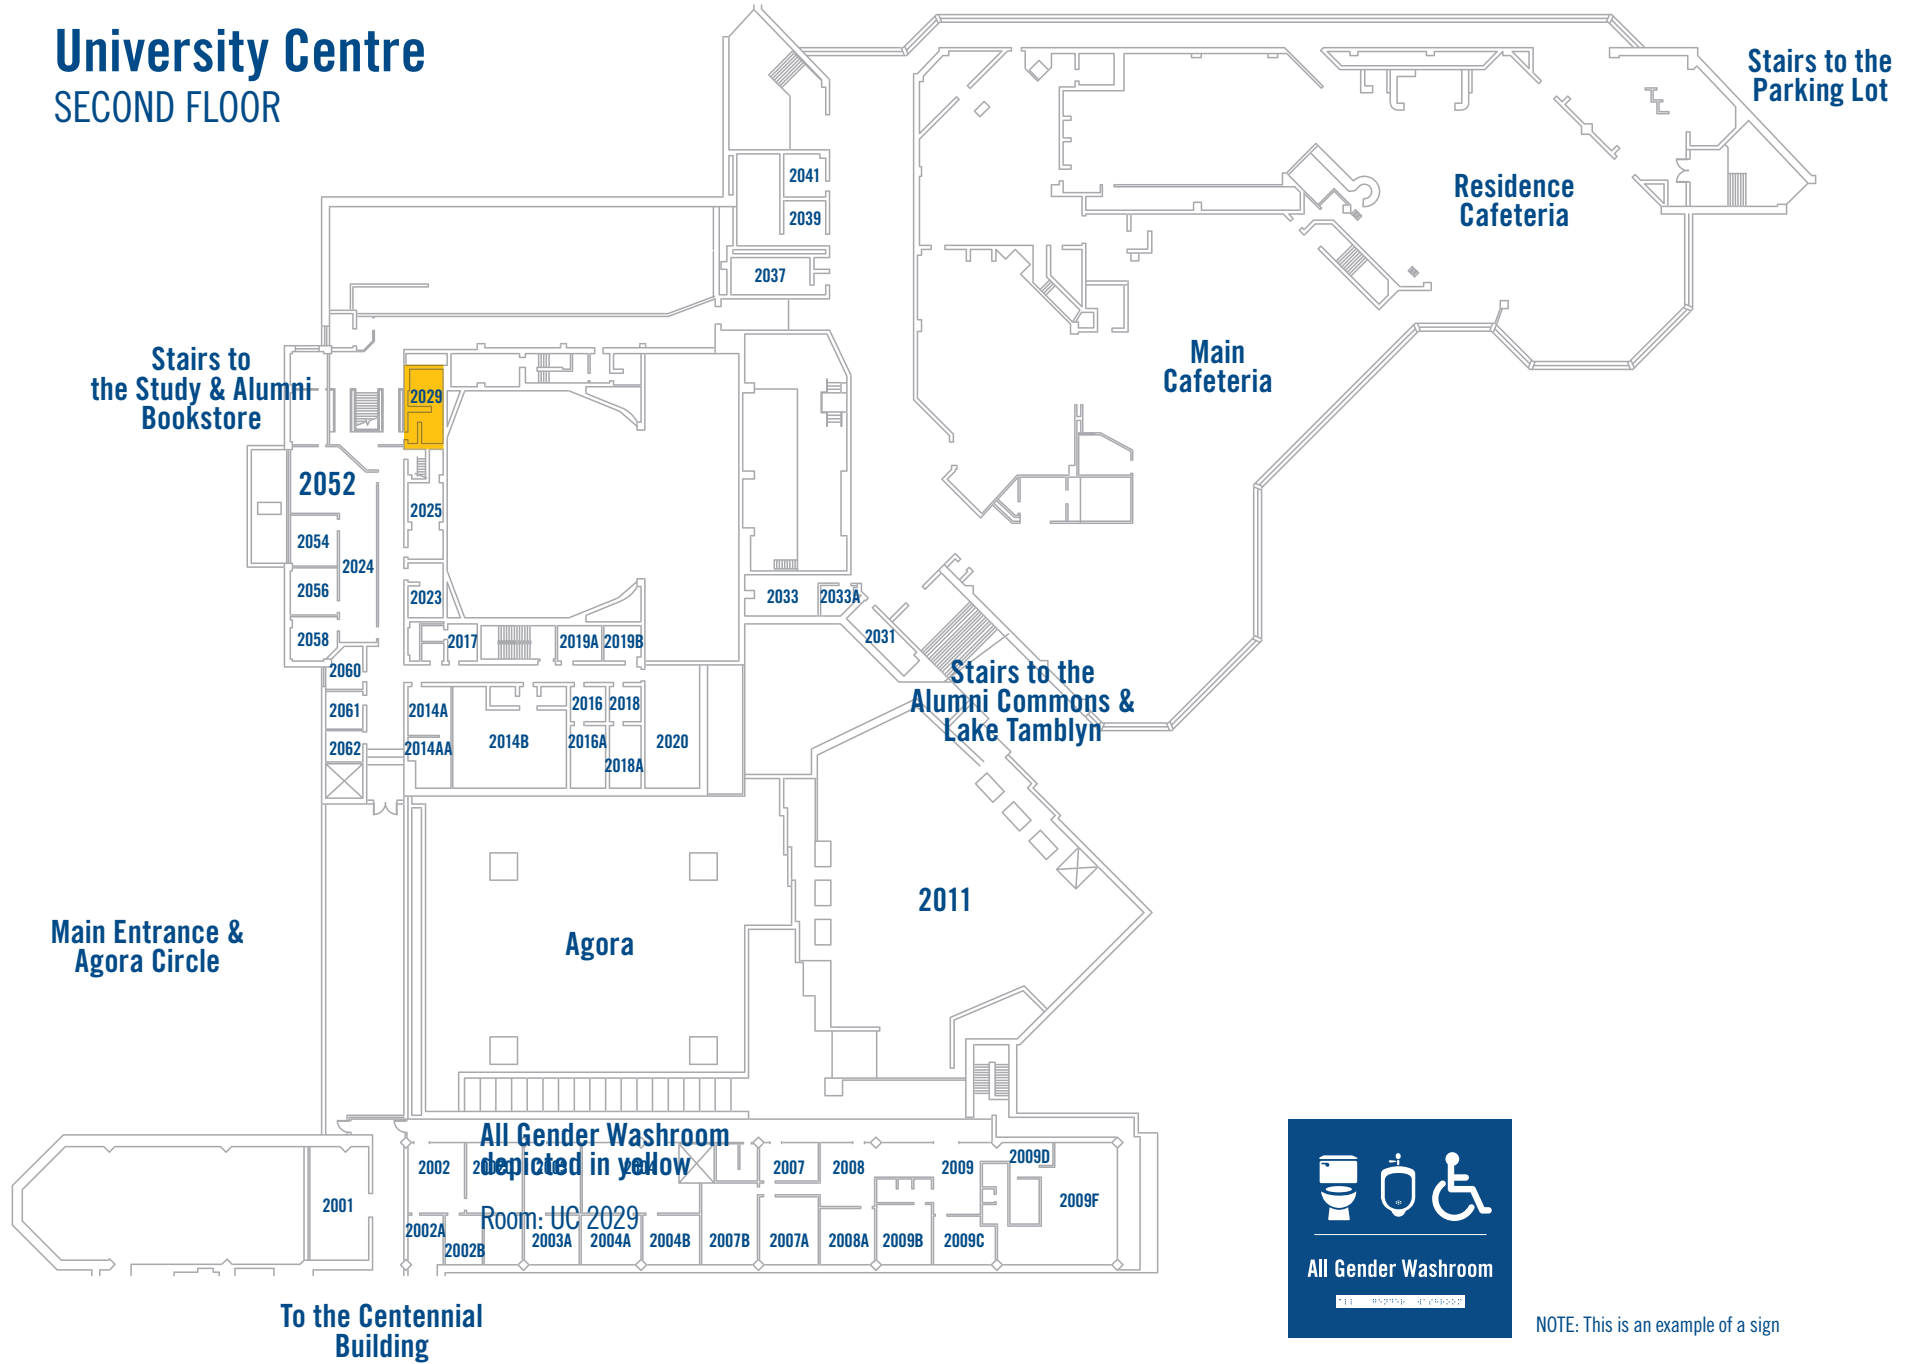 University Centre
SECOND FLOOR
Stairs to the
Parking Lot
2041
2039
2037
Residence
Cafeteria
Main
Cafeteria
Stairs to
the Study & Alumni
Bookstore
2029
2052
2025
2054
2024
2056
2023
2058
2033
2033A
2031
2017
2019A
2019B
2060
2061
2062
2014A
2014AA
2014B
2016
2016A
2018
2018A
2020
Stairs to the
Alumni Commons &
Lake Tamblyn
2011
Main Entrance &
Agora Circle
Agora
All Gender Washroom
depicted in yellow
Room: UC 2029
2001
2002
2002A
2002B
2003A
2004A
2004B
2007
2007B
2007A
2008
2008A
2009
2009B
2009C
2009D
2009F
To the Centennial
Building
All Gender Washroom
NOTE: This is an example of a sign